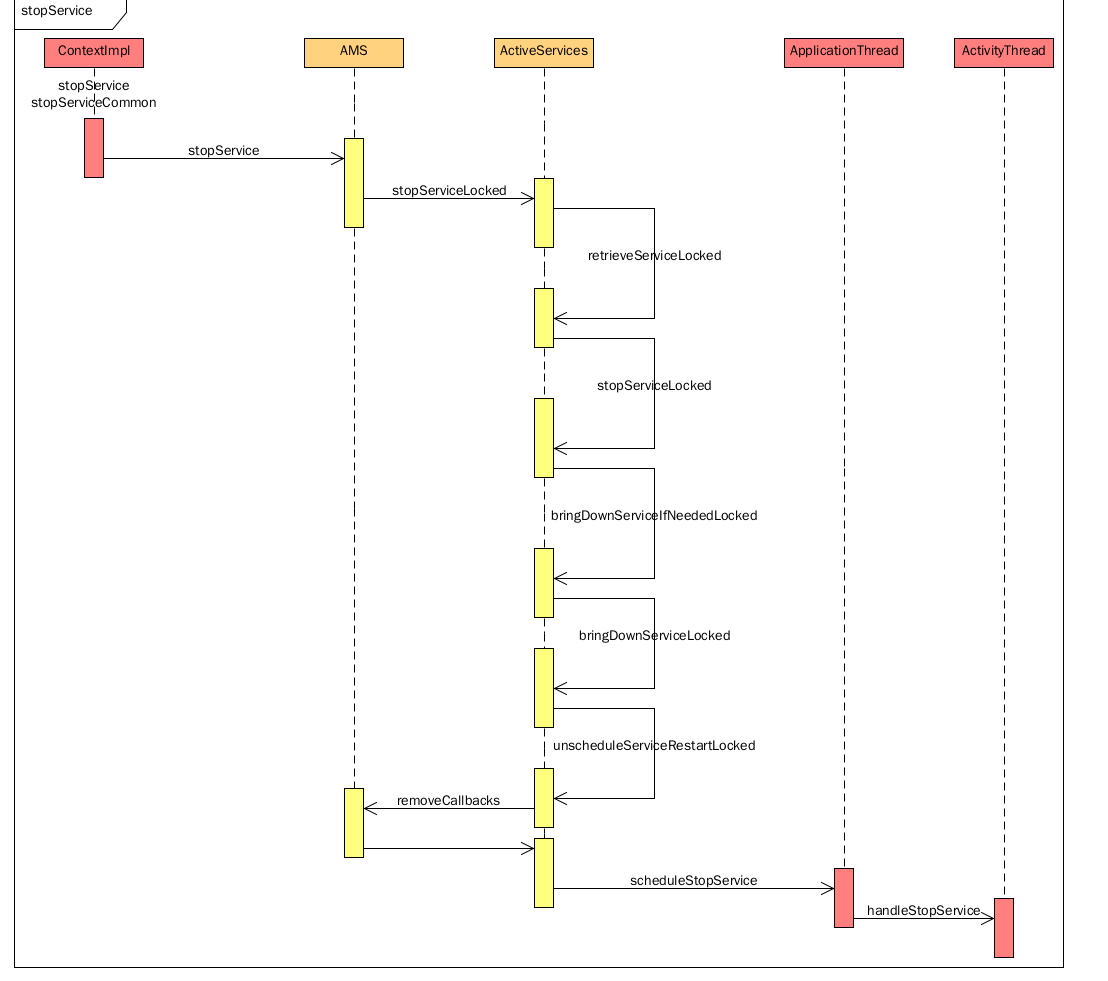 stopService
ContextImpl
AMS
ActiveServices
ApplicationThread
ActivityThread
stopService
stopServiceCommon
stopService
stopServiceLocked
retrieveServiceLocked
stopServiceLocked
bringDownServiceIfNeededLocked
bringDownServiceLocked
unscheduleServiceRestartLocked
removeCallbacks
scheduleStopService
handleStopService